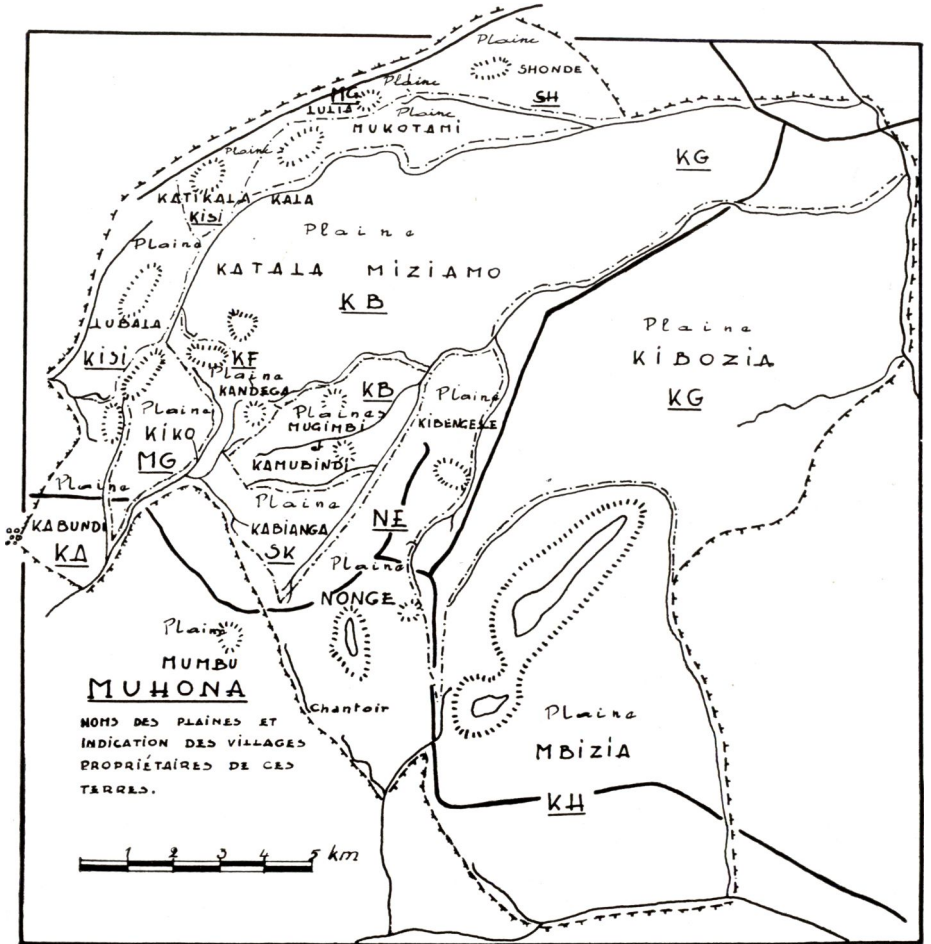 Plaine
SHONDE
SH
Plaine
MG
LULIA
Plaine
MUKOTAMI
Plaine
KATIKALA
KALA
KISI
KG
Plaine
KATALA MIZIAMO
KB
Plaine
LUBALA
KISI
KF
Plaine
KANDEGA
KB
Plaines
MUGIMBI
et
KAMUBINDI
Plaine
KIBENGELE
Plaine
KIBOZIA
KG
Plaine
KIKO
MG
Plaine
KABUNDI
KA
Plaine
KABIANGA
SK
NE
Plaine
NONGE
Plaine
MUMBU
Chantoir
Plaine
MBIZIA
KH
MUHONA
NOMS DES PLAINES ET
INDICATION DES VILLAGES
PROPRIÉTAIRES DE CES
TERRES.
1 2 3 4 5 km